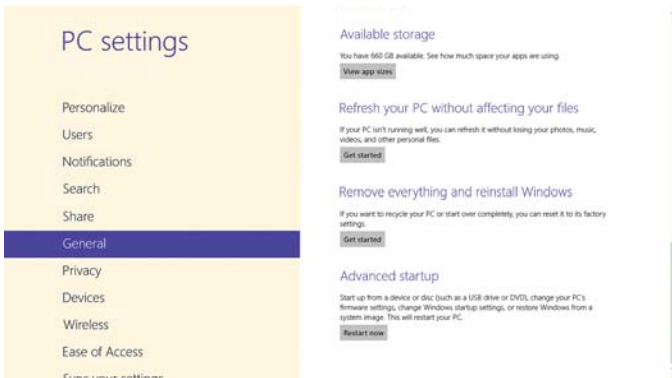 PC settings
Personalize
Users
Notifications
Search
Share
General
Privacy
Devices
Wireless
Ease of Access
Sync your settings
Available storage
You have 660 GB available. See how much space your apps are using.
View app sizes
Refresh your PC without affecting your files
If your PC isn't running well, you can refresh it without losing your photos, music,
videos, and other personal files.
Get started
Remove everything and reinstall Windows
If you want to recycle your PC or start over completely, you can reset it to its factory
settings.
Get started
Advanced startup
Start up from a device or disc (such as a USB drive or DVD), change your PC's
firmware settings, change Windows startup settings, or restore Windows from a
system image. This will restart your PC.
Restart now